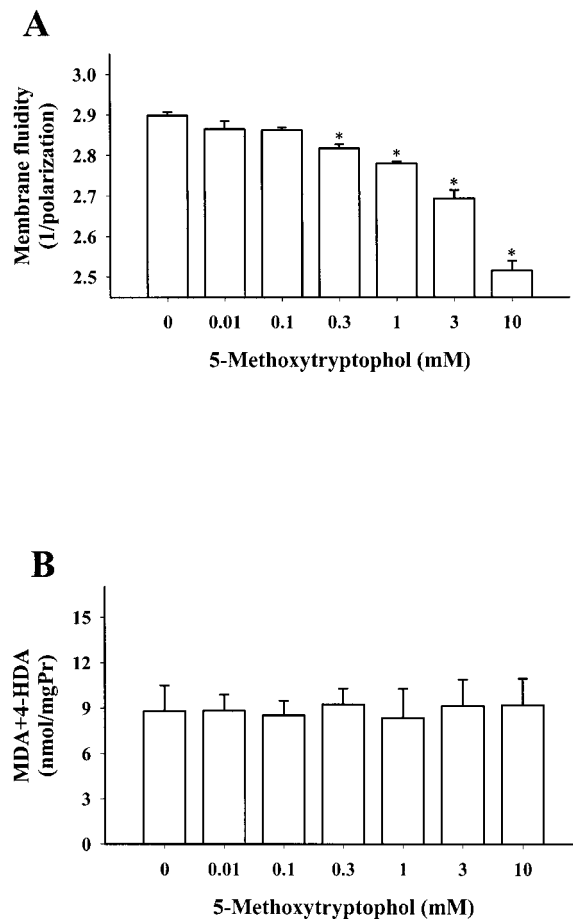 A
Membrane fluidity
(1/polarization)
3.0
2.9
2.8
2.7
2.6
2.5
*
*
*
*
0 0.01 0.1 0.3 1 3 10
5-Methoxytryptophol (mM)
B
MDA+4-HDA
(nmol/mgPr)
15
12
9
6
3
0
0 0.01 0.1 0.3 1 3 10
5-Methoxytryptophol (mM)